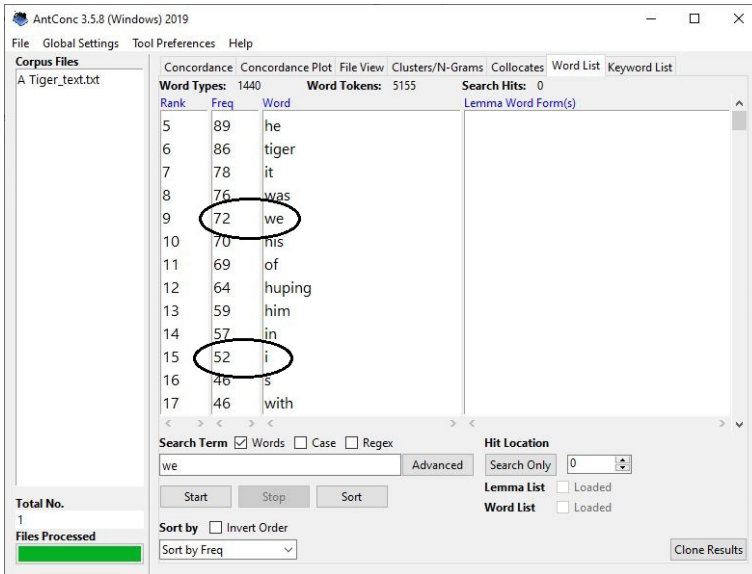 AntConc 3.5.8 (Windows) 2019
File Global Settings Tool Preferences Help
Corpus Files
A Tiger_text.txt
Concordance Concordance Plot File View Clusters/N-Grams Collocates Word List Keyword List
Word Types: 1440 Word Tokens: 5155 Search Hits: 0
Rank Freq Word Lemma Word Form(s)
5 89 he
6 86 tiger
7 78 it
8 76 was
9 72 we
10 70 his
11 69 of
12 64 huping
13 59 him
14 57 in
15 52 i
16 46 s
17 46 with
Search Term Words Case Regex Hit Location
we Advanced Search Only 0
Start Stop Sort Lemma List Loaded
Word List Loaded
Total No.
1
Files Processed
Sort by Invert Order
Sort by Freq Clone Results